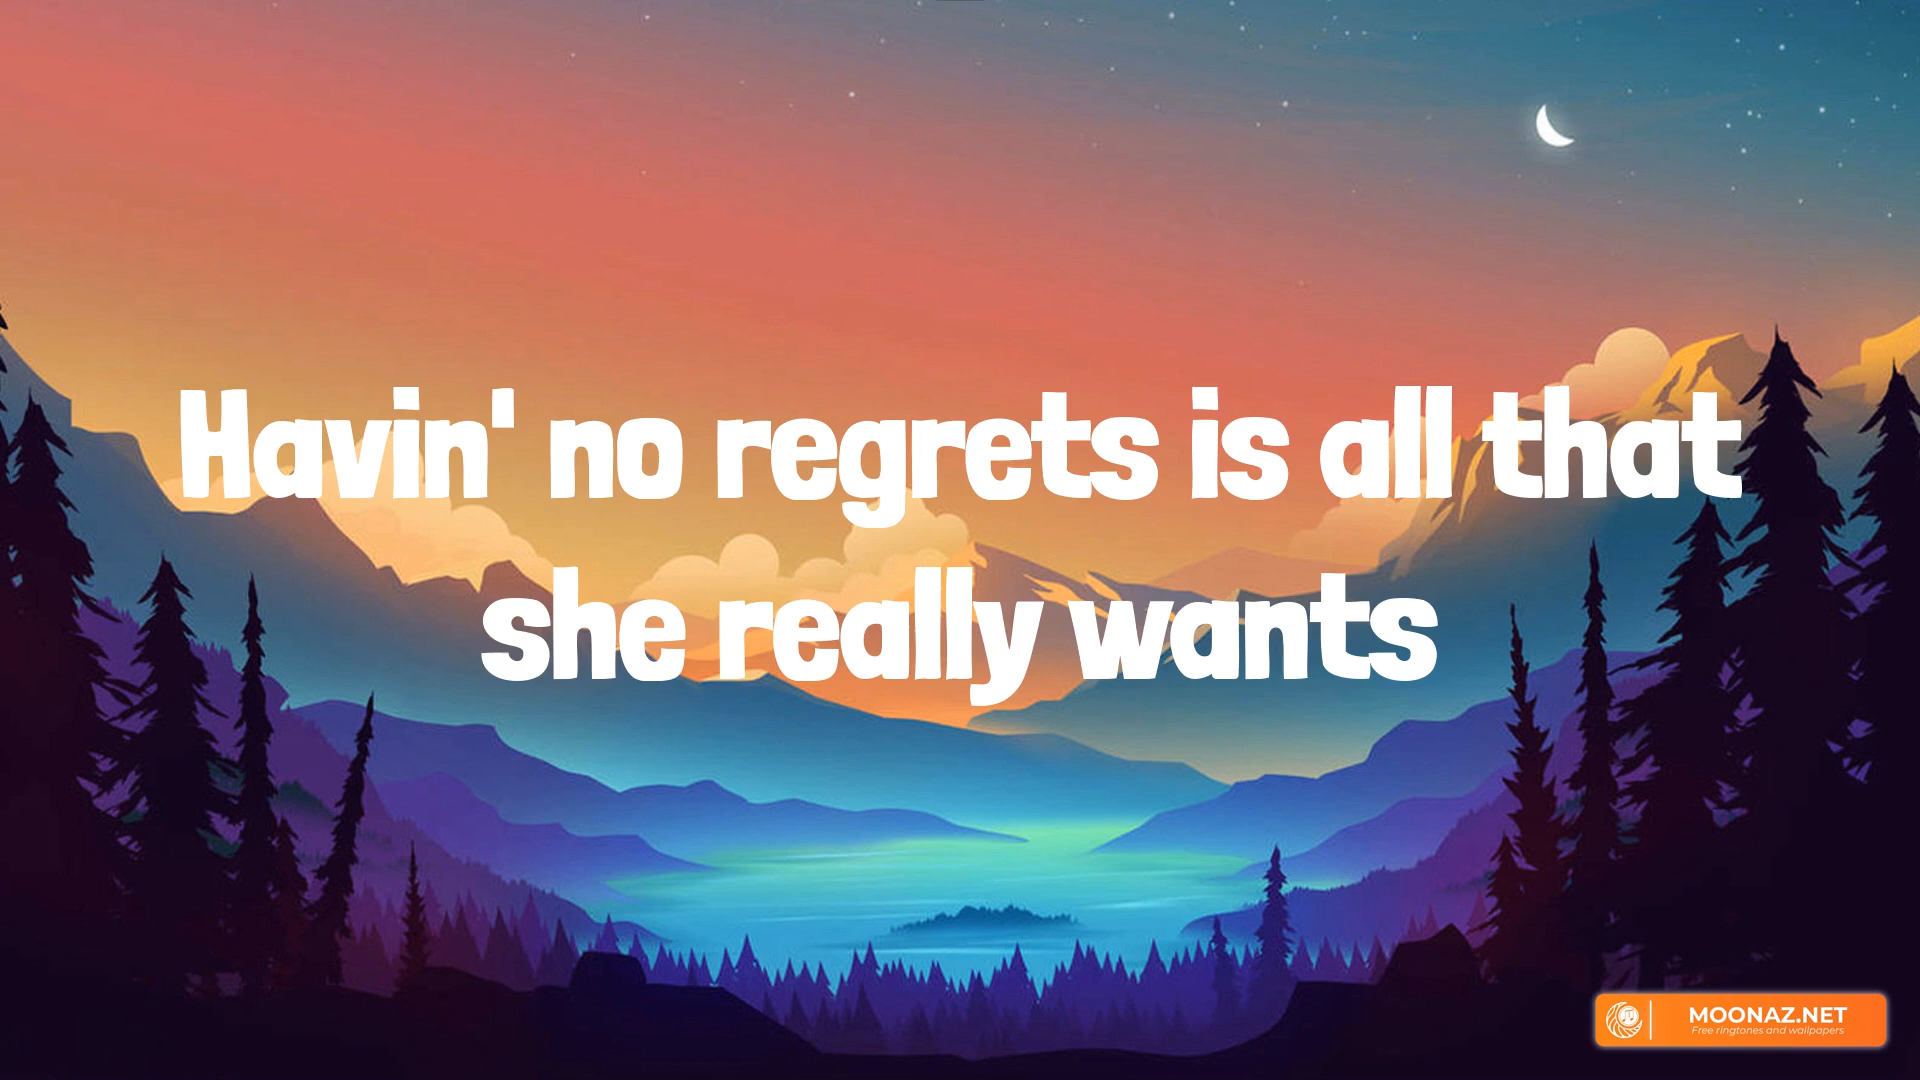 Havin' no regrets is all that
she really wants
MOONAZ.NET
Free ringtones and wallpapers